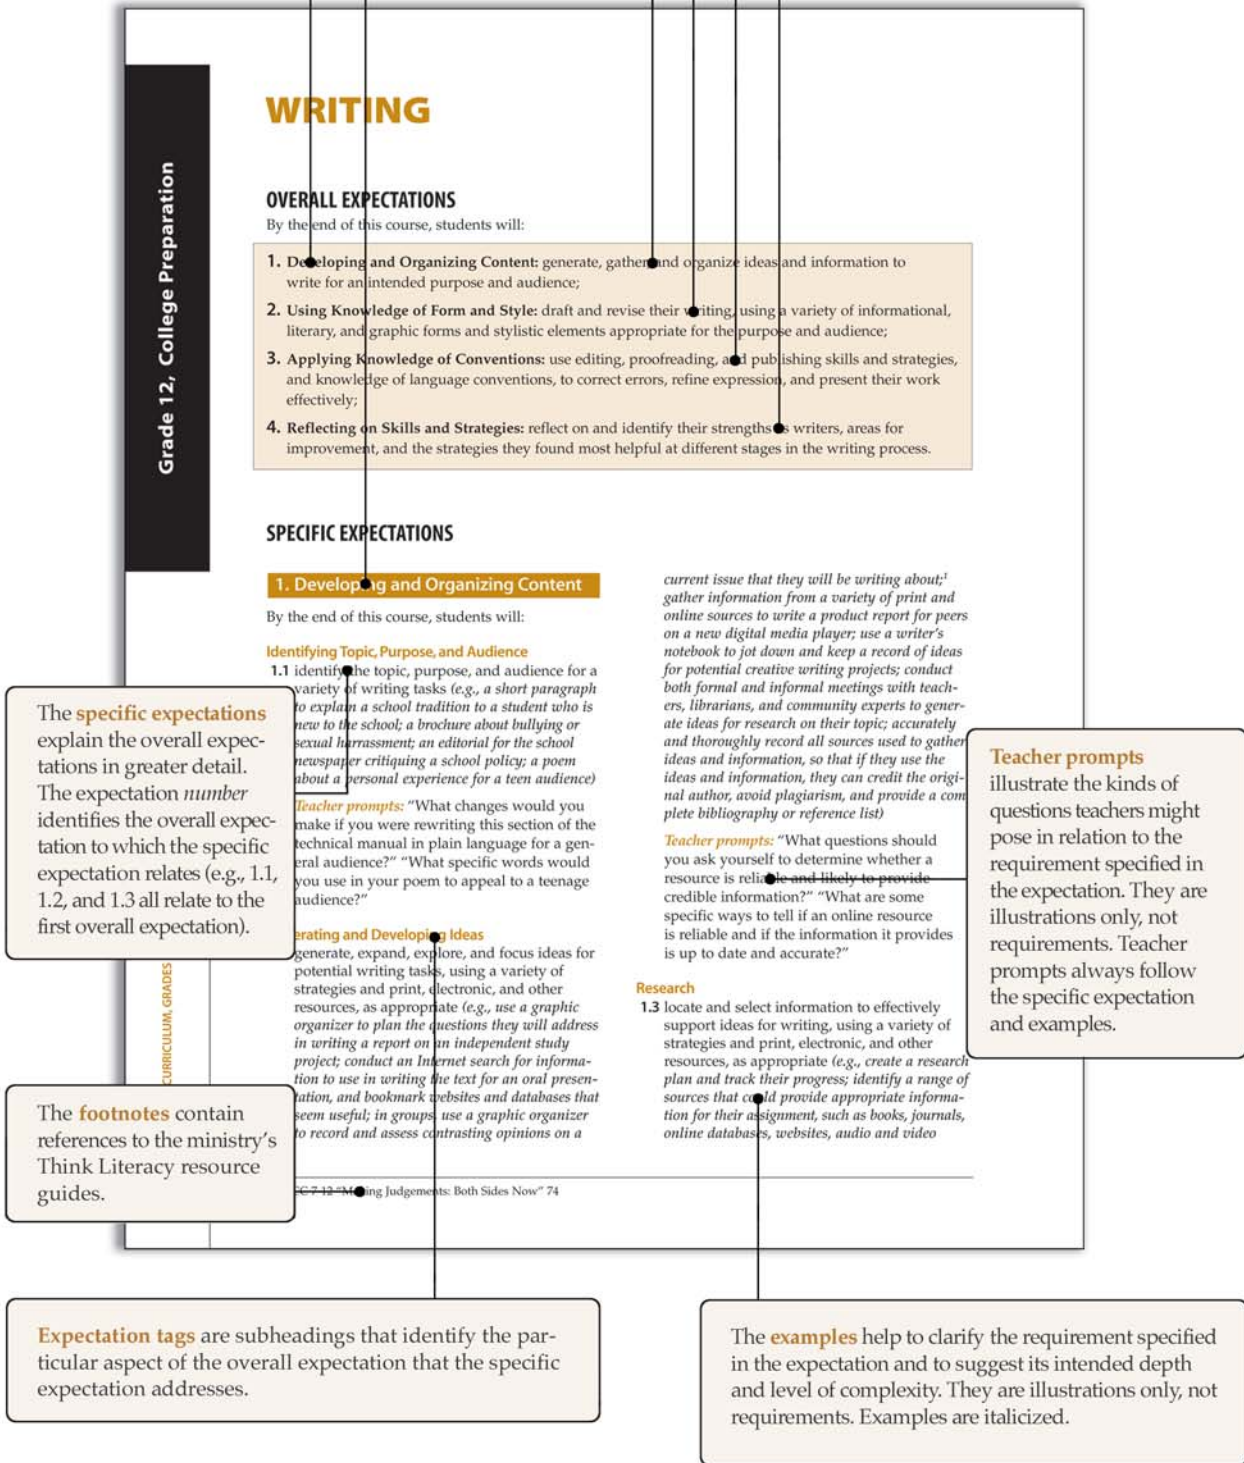 Grade 12, College Preparation
WRITING
OVERALL EXPECTATIONS
By the end of this course, students will:
1. Developing and Organizing Content: generate, gather and organize ideas and information to
write for an intended purpose and audience;
2. Using Knowledge of Form and Style: draft and revise their writing, using a variety of informational,
literary, and graphic forms and stylistic elements appropriate for the purpose and audience;
3. Applying Knowledge of Conventions: use editing, proofreading, and publishing skills and strategies,
and knowledge of language conventions, to correct errors, refine expression, and present their work
effectively;
4. Reflecting on Skills and Strategies: reflect on and identify their strengths as writers, areas for
improvement, and the strategies they found most helpful at different stages in the writing process.
SPECIFIC EXPECTATIONS
1. Developing and Organizing Content
By the end of this course, students will:
Identifying Topic, Purpose, and Audience
1.1 identify the topic, purpose, and audience for a
variety of writing tasks (e.g., a short paragraph
to explain a school tradition to a student who is
new to the school; a brochure about bullying or
sexual harrassment; an editorial for the school
newspaper critiquing a school policy; a poem
about a personal experience for a teen audience)
Teacher prompts: “What changes would you
make if you were rewriting this section of the
technical manual in plain language for a gen-
eral audience?” “What specific words would
you use in your poem to appeal to a teenage
audience?”
erating and Developing Ideas
generate, expand, explore, and focus ideas for
potential writing tasks, using a variety of
strategies and print, electronic, and other
resources, as appropriate (e.g., use a graphic
organizer to plan the questions they will address
in writing a report on an independent study
project; conduct an Internet search for informa-
tion to use in writing the text for an oral presen-
tation, and bookmark websites and databases that
seem useful; in groups, use a graphic organizer
to record and assess contrasting opinions on a
current issue that they will be writing about;1
gather information from a variety of print and
online sources to write a product report for peers
on a new digital media player; use a writer’s
notebook to jot down and keep a record of ideas
for potential creative writing projects; conduct
both formal and informal meetings with teach-
ers, librarians, and community experts to gener-
ate ideas for research on their topic; accurately
and thoroughly record all sources used to gather
ideas and information, so that if they use the
ideas and information, they can credit the origi-
nal author, avoid plagiarism, and provide a com
plete bibliography or reference list)
Teacher prompts: “What questions should
you ask yourself to determine whether a
resource is reliable and likely to provide
credible information?” “What are some
specific ways to tell if an online resource
is reliable and if the information it provides
is up to date and accurate?”
Research
1.3 locate and select information to effectively
support ideas for writing, using a variety of
strategies and print, electronic, and other
resources, as appropriate (e.g., create a research
plan and track their progress; identify a range of
sources that could provide appropriate informa-
tion for their assignment, such as books, journals,
online databases, websites, audio and video
7-12 “Making Judgements: Both Sides Now” 74
CURRICULUM, GRADES
The specific expectations
explain the overall expec-
tations in greater detail.
The expectation number
identifies the overall expec-
tation to which the specific
expectation relates (e.g., 1.1,
1.2, and 1.3 all relate to the
first overall expectation).
The footnotes contain
references to the ministry’s
Think Literacy resource
guides.
Teacher prompts
illustrate the kinds of
questions teachers might
pose in relation to the
requirement specified in
the expectation. They are
illustrations only, not
requirements. Teacher
prompts always follow
the specific expectation
and examples.
Expectation tags are subheadings that identify the par-
ticular aspect of the overall expectation that the specific
expectation addresses.
The examples help to clarify the requirement specified
in the expectation and to suggest its intended depth
and level of complexity. They are illustrations only, not
requirements. Examples are italicized.